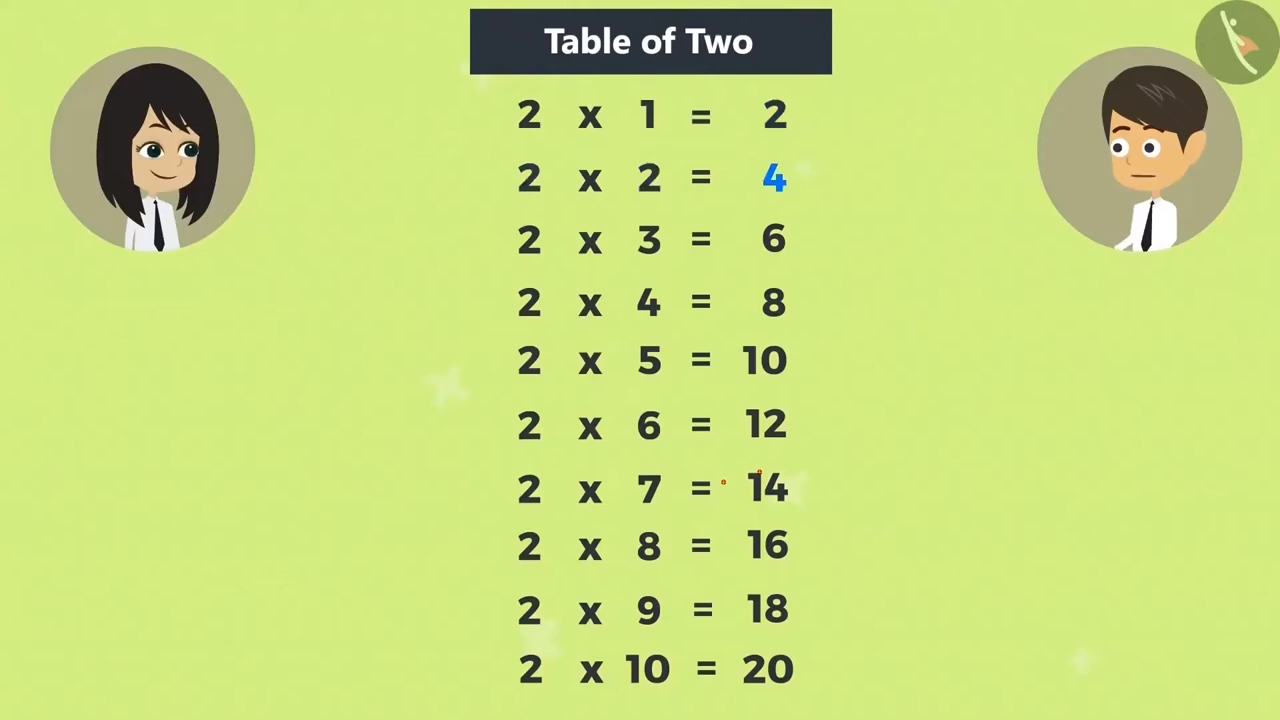 Table of Two
2 x 1 = 2
2 x 2 = 4
2 x 3 = 6
2 x 4 = 8
2 x 5 = 10
2 x 6 = 12
2 x 7 = 14
2 x 8 = 16
2 x 9 = 18
2 x 10 = 20